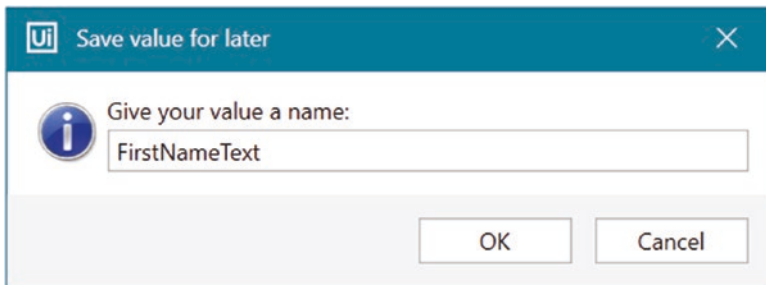 Ui Save value for later
Give your value a name:
FirstNameText
OK Cancel